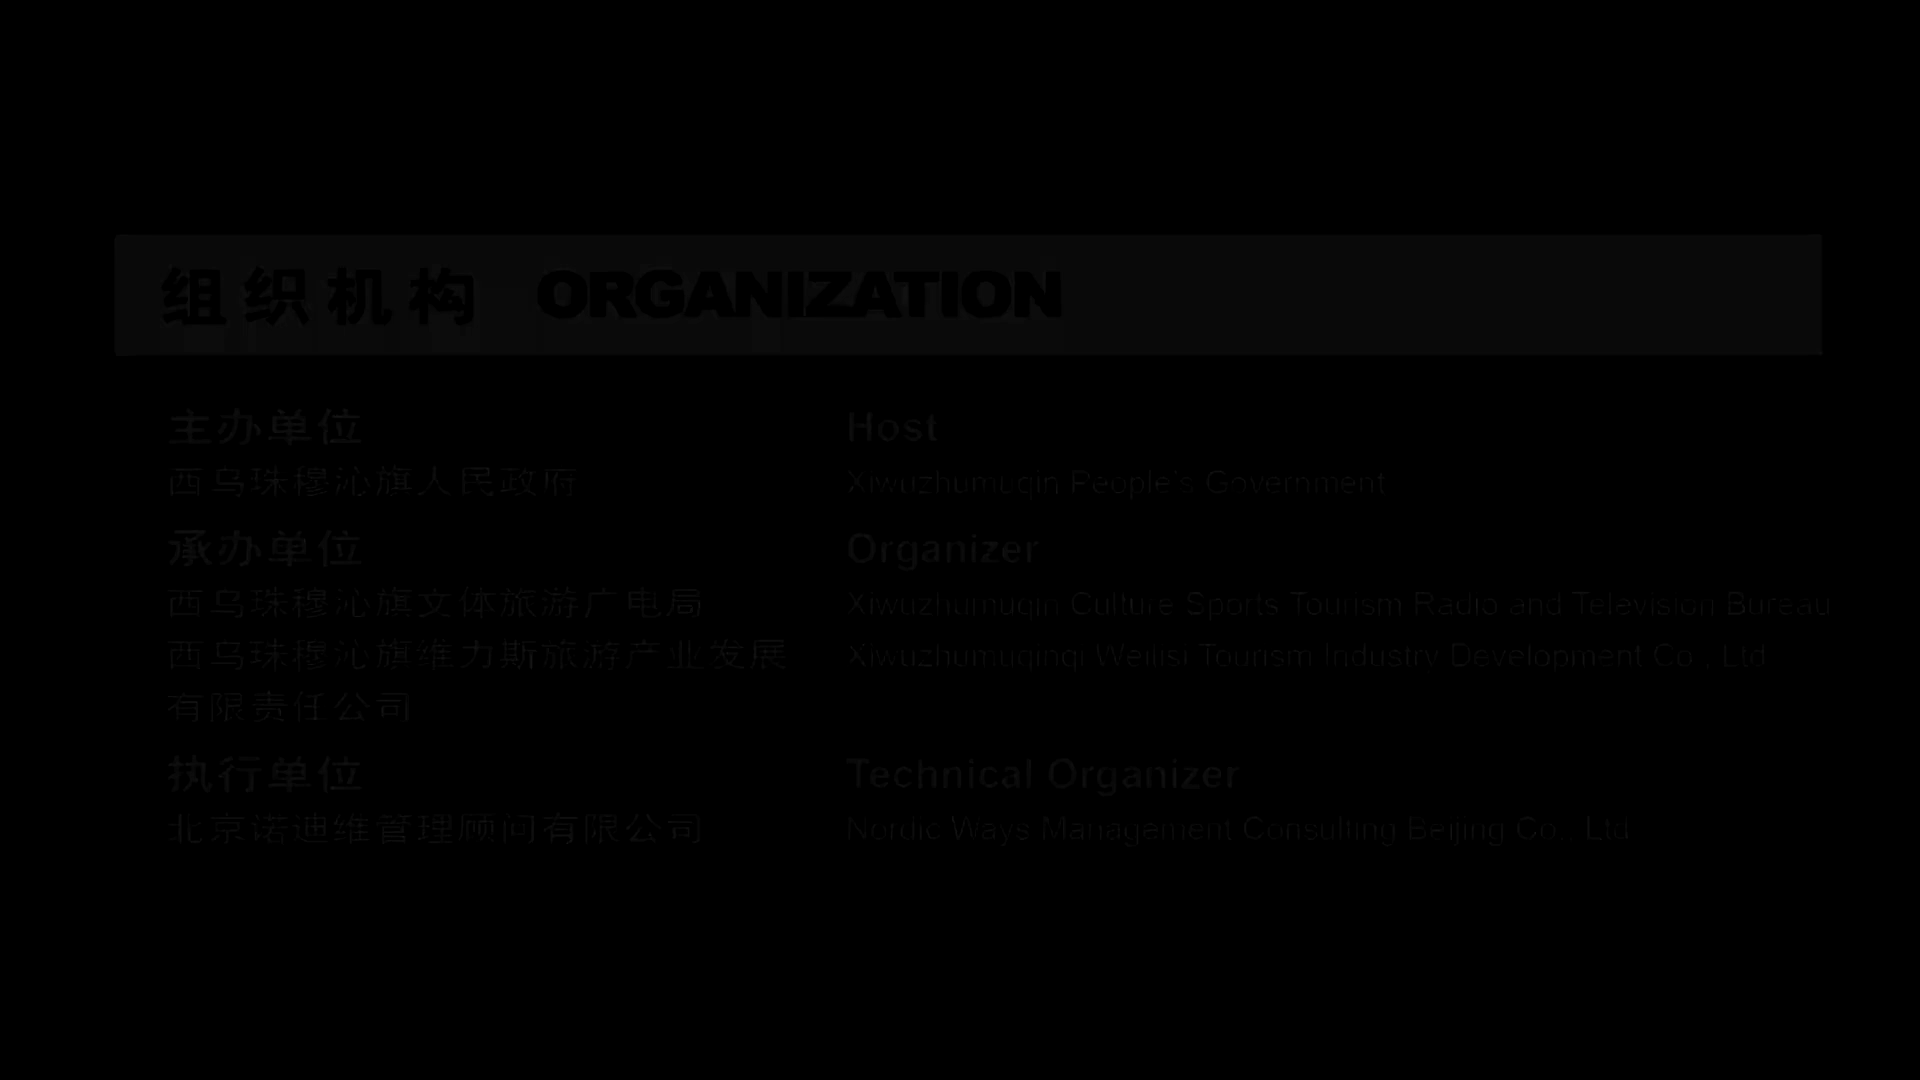 组织机构 ORGANIZATION
主办单位 Host
西乌珠穆沁旗人民政府 Xiwuzhumuqin People's Government
承办单位 Organizer
西乌珠穆沁旗文体旅游广电局 Xiwuzhumuqin Culture Sports Tourism Radio and Television Bureau
西乌珠穆沁旗维力斯旅游产业发展 Xiwuzhumuqinqi Weilisi Tourism Industry Development Co., Ltd
有限责任公司
执行单位 Technical Organizer
北京诺迪维管理顾问有限公司 Nordic Ways Management Consulting Beijing Co., Ltd